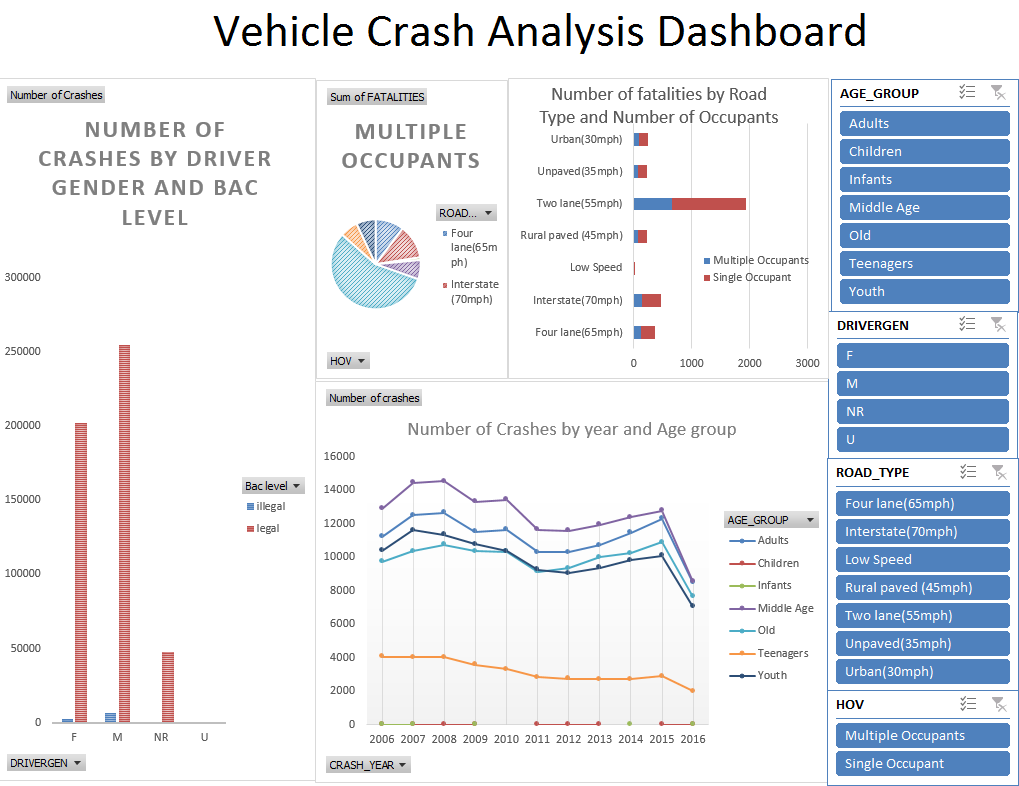 Vehicle Crash Analysis Dashboard
Number of Crashes
NUMBER OF
CRASHES BY DRIVER
GENDER AND BAC
LEVEL
300000
250000
200000
150000
100000
50000
0
F M NR U
Bac level
illegal
legal
DRIVERGEN
Sum of FATALITIES
MULTIPLE
OCCUPANTS
ROAD...
Four
lane(65m
ph)
Interstate
(70mph)
HOV
Number of fatalities by Road
Type and Number of Occupants
Urban(30mph)
Unpaved(35mph)
Two lane(55mph)
Rural paved (45mph)
Low Speed
Interstate(70mph)
Four lane(65mph)
0 1000 2000 3000
Multiple Occupants
Single Occupant
Number of crashes
Number of Crashes by year and Age group
16000
14000
12000
10000
8000
6000
4000
2000
0
2006 2007 2008 2009 2010 2011 2012 2013 2014 2015 2016
AGE_GROUP
Adults
Children
Infants
Middle Age
Old
Teenagers
Youth
CRASH_YEAR
AGE_GROUP
Adults
Children
Infants
Middle Age
Old
Teenagers
Youth
DRIVERGEN
F
M
NR
U
ROAD_TYPE
Four lane(65mph)
Interstate(70mph)
Low Speed
Rural paved (45mph)
Two lane(55mph)
Unpaved(35mph)
Urban(30mph)
HOV
Multiple Occupants
Single Occupant